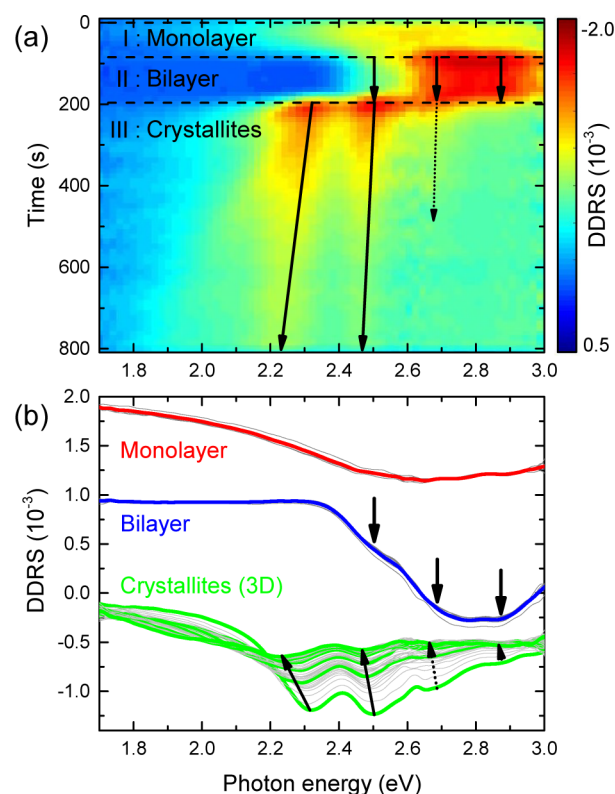 (a)
I : Monolayer
II : Bilayer
III : Crystallites
0
200
400
600
800
Time (s)
1.8 2.0 2.2 2.4 2.6 2.8 3.0
-2.0
0.5
DDRS (10⁻³)
(b)
2.0
1.5
1.0
0.5
0.0
-0.5
-1.0
DDRS (10⁻³)
Monolayer
Bilayer
Crystallites (3D)
1.8 2.0 2.2 2.4 2.6 2.8 3.0
Photon energy (eV)